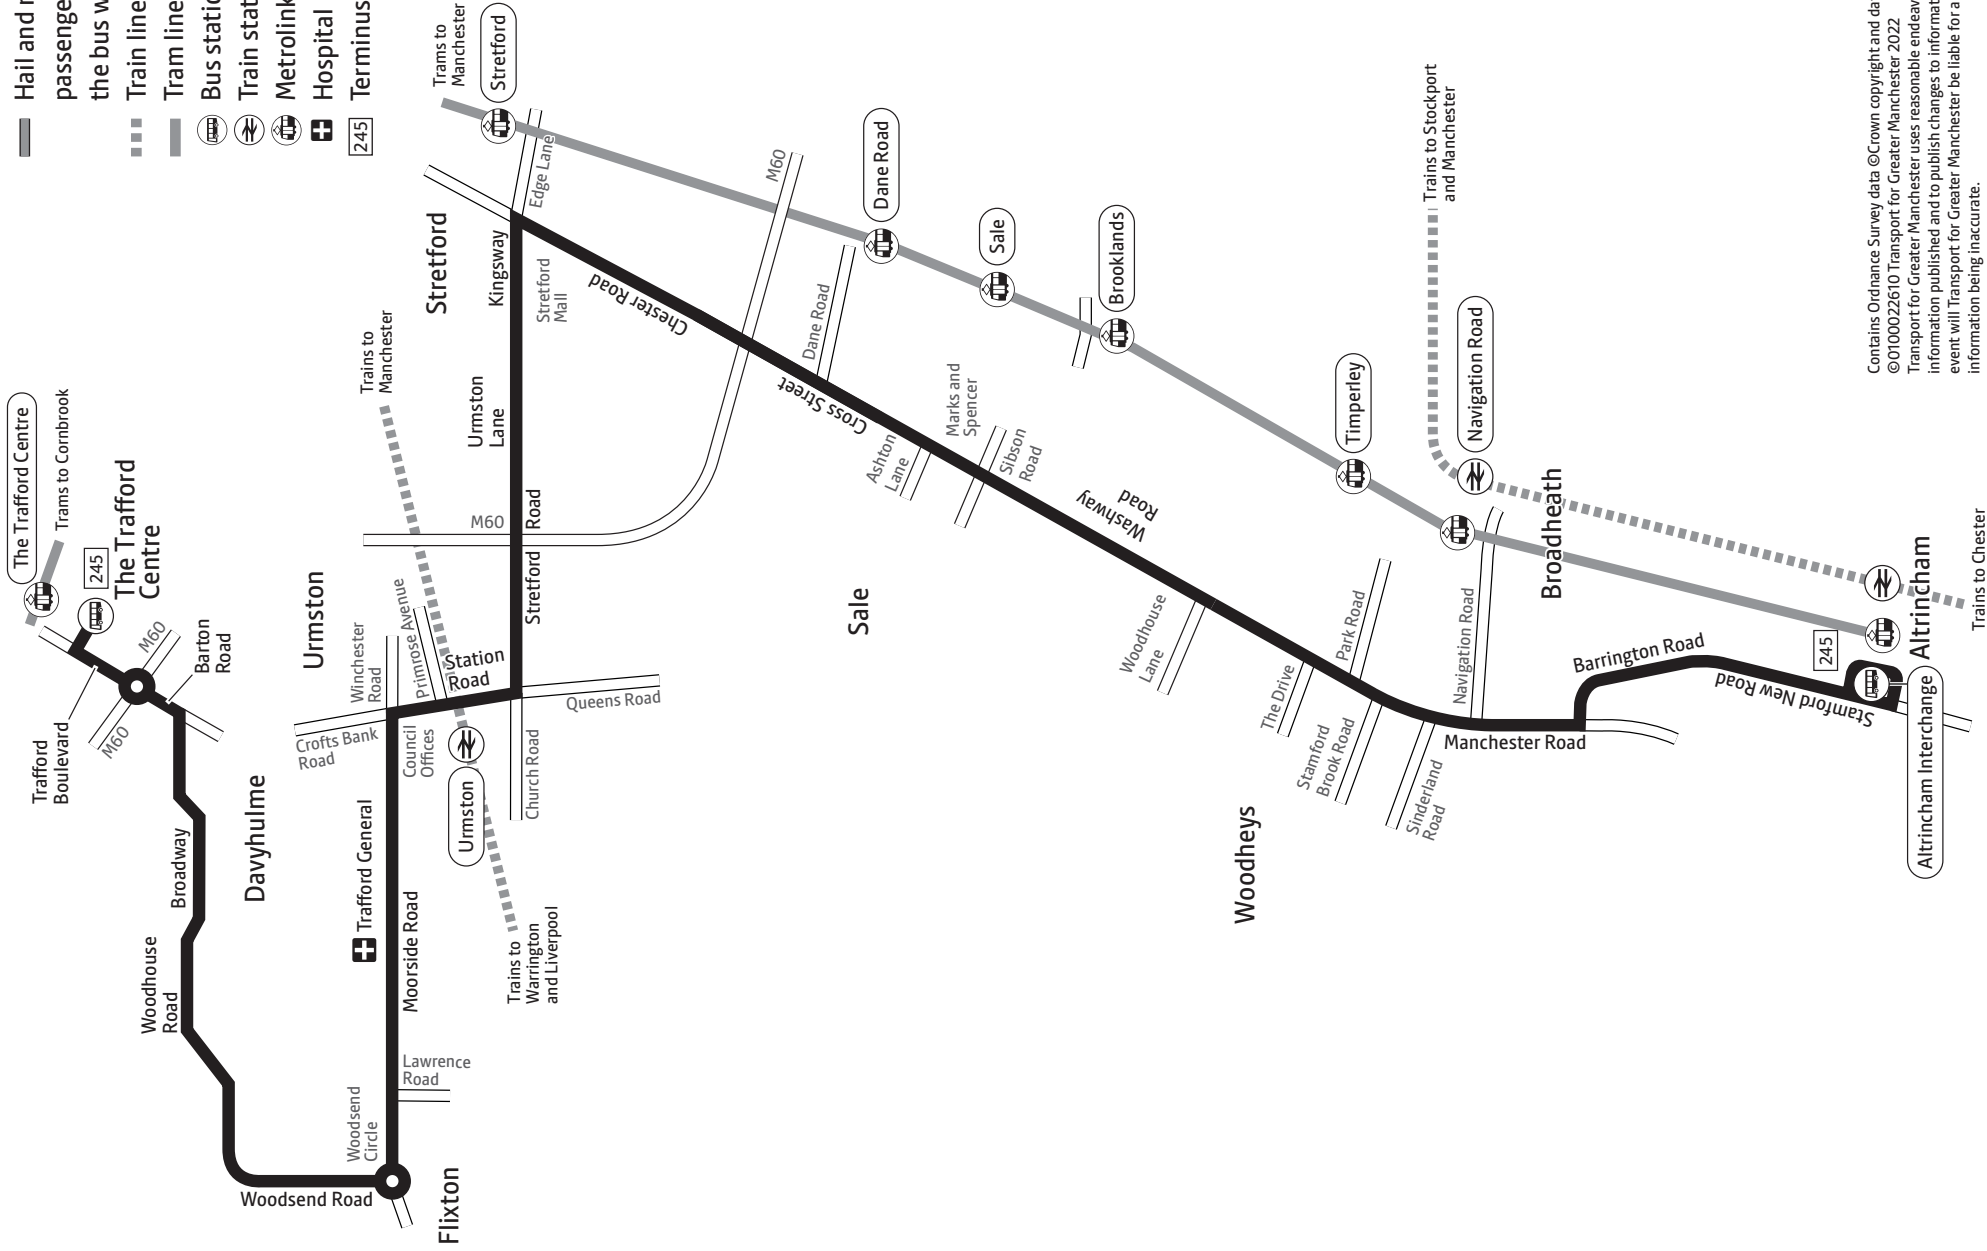 Hail and
passenge
the bus w
Train line
Tram line
Bus static
Train stat
Metrolink
Hospital
245
Terminus
The Trafford Centre
Trams to Cornbrook
245
The Trafford
Centre
Trafford
Boulevard
M60
M60
Barton
Road
Broadway
Woodhouse
Road
Davyhulme
Woodsend Road
Woodsend
Circle
Flixton
Lawrence
Road
Moorside Road
Trafford General
Urmston
Winchester
Road
Crofts Bank
Road
Council
Offices
Primrose Avenue
Station
Road
Urmston
Church Road
Queens Road
Trains to
Warrington
and Liverpool
Trains to
Manchester
Stretford
Road
M60
Urmston
Lane
Kingsway
Stretford
Stretford
Mall
Edge Lane
Trams to
Manchester
Stretford
Chester Road
M60
Dane Road
Dane Road
Cross Street
Ashton
Lane
Marks and
Spencer
Sibson
Road
Sale
Sale
Brooklands
Washway
Road
Woodhouse
Lane
Woodheys
The Drive
Park Road
Stamford
Brook Road
Sinderland
Road
Timperley
Navigation Road
Navigation Road
Trains to Stockport
and Manchester
Manchester Road
Broadheath
Barrington Road
Stamford New Road
245
Altrincham
Altrincham Interchange
Trains to Chester
Contains Ordnance Survey data ©Crown copyright and da
©0100022610 Transport for Greater Manchester 2022
Transport for Greater Manchester uses reasonable endeav
information published and to publish changes to informat
event will Transport for Greater Manchester be liable for a
information being inaccurate.